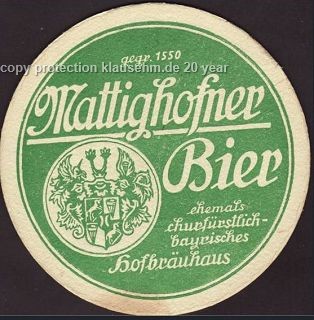 gegr. 1550
copy protection klausehm.de 20 year
Mattighofner
Bier
ehemals
churfürstlich-
bayrisches
Hofbräuhaus